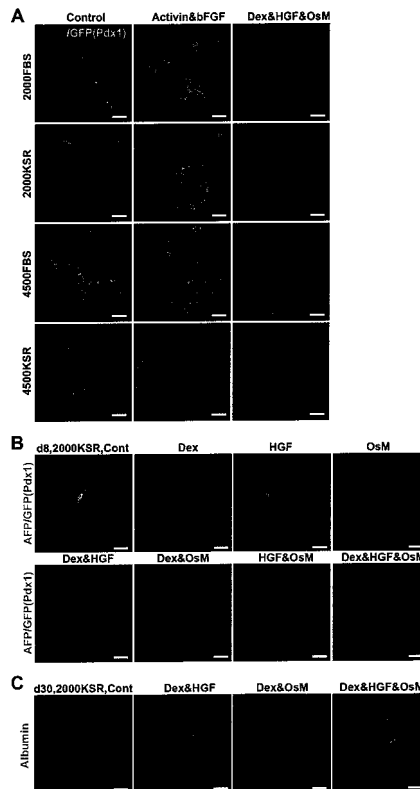 A
Control Activin&bFGF Dex&HGF&OsM
/GFP(Pdx1)
2000FBS
2000KSR
4500FBS
4500KSR
B
d8,2000KSR,Cont Dex HGF OsM
AFP/GFP(Pdx1)
Dex&HGF Dex&OsM HGF&OsM Dex&HGF&OsM
AFP/GFP(Pdx1)
C
d30,2000KSR,Cont Dex&HGF Dex&OsM Dex&HGF&OsM
Albumin